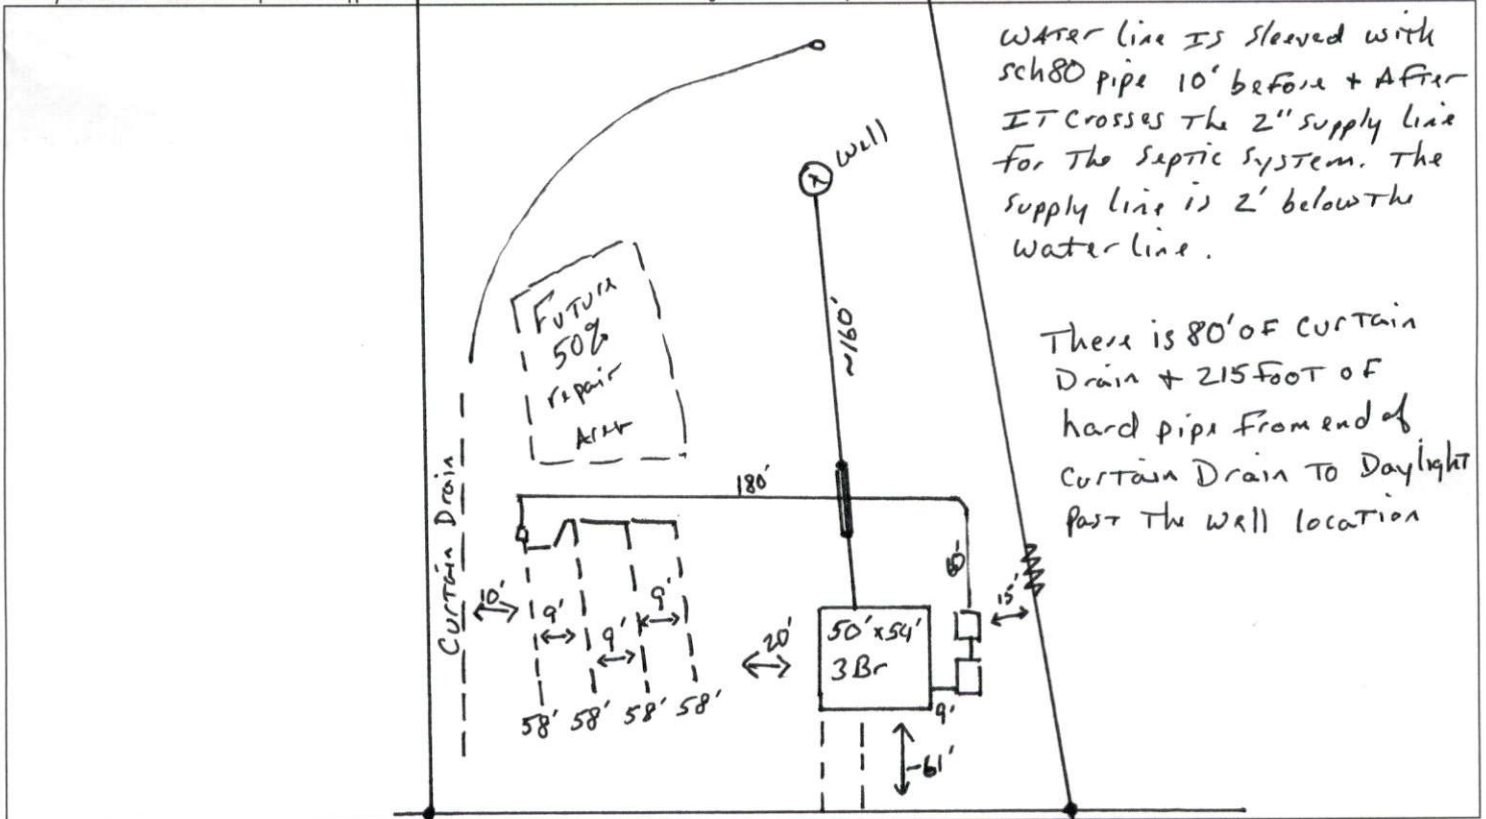 WATER line IS Sleeved with
sch80 pipe 10' before + AFTER
IT Crosses The 2" supply line
for The Septic System. The
supply line is 2' below The
water line.
There is 80' OF Curtain
Drain + 215 FOOT OF
hard pipe From end of
Curtain Drain To Daylight
Past The well location
well
~160'
Future
50%
repair
Area
180'
Curtain Drain
10'
9'
9'
9'
58' 58' 58' 58'
20'
50' x 54'
3 Br
15'
9'
~61'